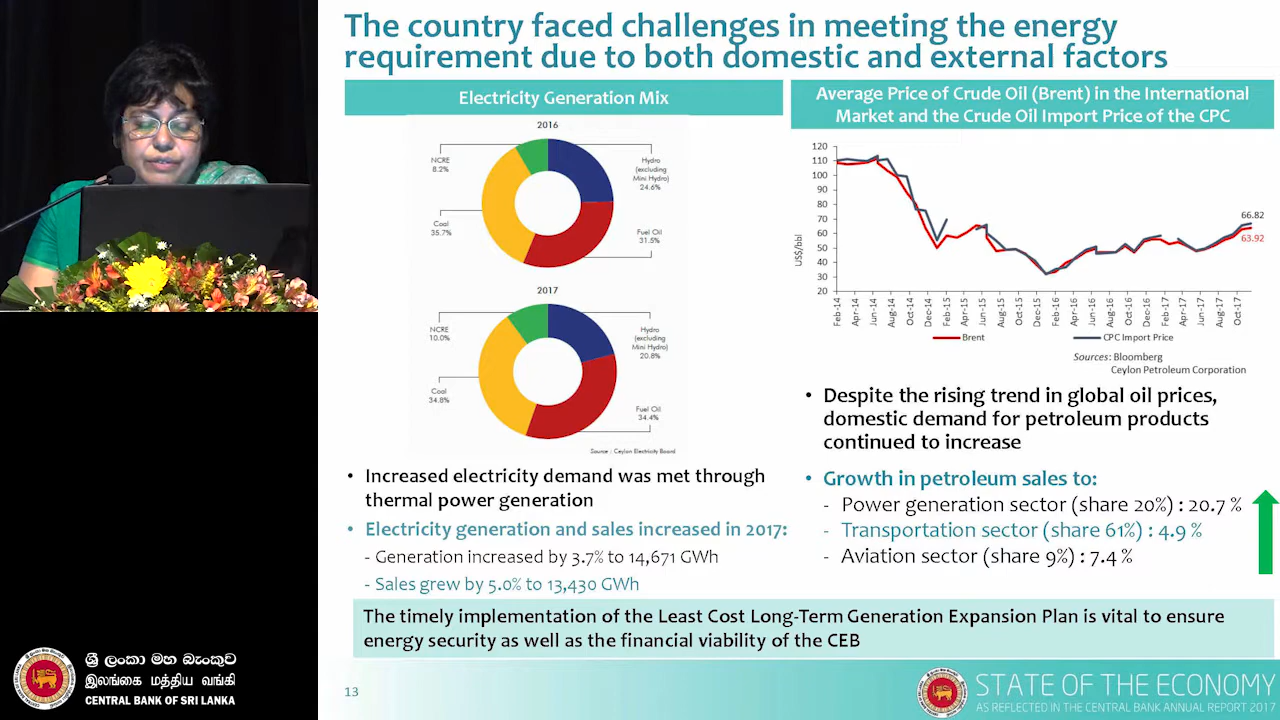 The country faced challenges in meeting the energy
requirement due to both domestic and external factors
Electricity Generation Mix
2016
NCRE
8.2%
Hydro
(excluding
Mini Hydro)
24.6%
Coal
35.7%
Fuel Oil
31.5%
2017
NCRE
10.0%
Hydro
(excluding
Mini Hydro)
20.8%
Coal
34.8%
Fuel Oil
34.4%
Source : Ceylon Electricity Board
• Increased electricity demand was met through
thermal power generation
• Electricity generation and sales increased in 2017:
- Generation increased by 3.7% to 14,671 GWh
- Sales grew by 5.0% to 13,430 GWh
Average Price of Crude Oil (Brent) in the International
Market and the Crude Oil Import Price of the CPC
US$/bbl
120
110
100
90
80
70
60
50
40
30
20
66.82
63.92
Feb-14
Apr-14
Jun-14
Aug-14
Oct-14
Dec-14
Feb-15
Apr-15
Jun-15
Aug-15
Oct-15
Dec-15
Feb-16
Apr-16
Jun-16
Aug-16
Oct-16
Dec-16
Feb-17
Apr-17
Jun-17
Aug-17
Oct-17
Brent
CPC Import Price
Sources: Bloomberg
Ceylon Petroleum Corporation
• Despite the rising trend in global oil prices,
domestic demand for petroleum products
continued to increase
• Growth in petroleum sales to:
- Power generation sector (share 20%) : 20.7 %
- Transportation sector (share 61%) : 4.9 %
- Aviation sector (share 9%) : 7.4 %
The timely implementation of the Least Cost Long-Term Generation Expansion Plan is vital to ensure
energy security as well as the financial viability of the CEB
ශ්‍රී ලංකා මහ බැංකුව
இலங்கை மத்திய வங்கி
CENTRAL BANK OF SRI LANKA
13
STATE OF THE ECONOMY
AS REFLECTED IN THE CENTRAL BANK ANNUAL REPORT 2017